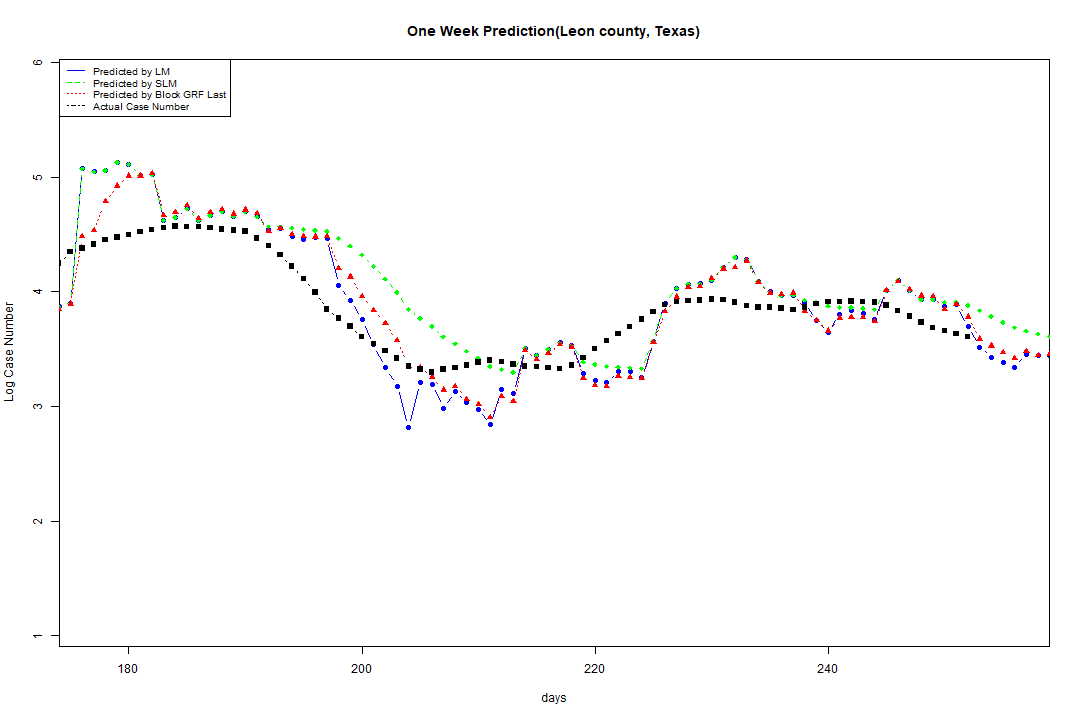 One Week Prediction(Leon county, Texas)
Predicted by LM
Predicted by SLM
Predicted by Block GRF Last
Actual Case Number
6
5
4
3
2
1
Log Case Number
180 200 220 240
days